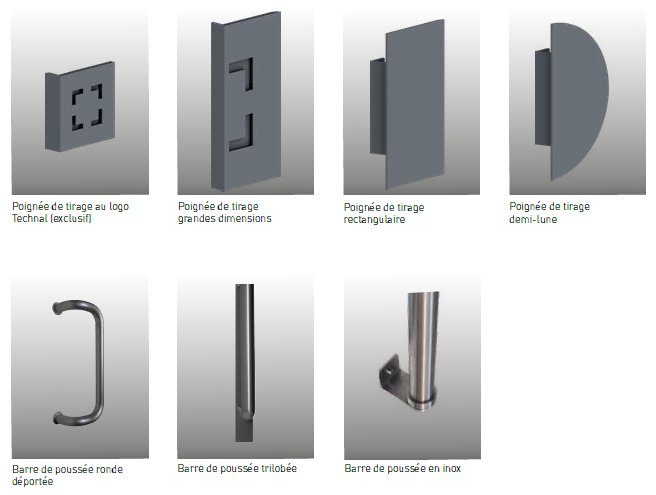 Poignée de tirage au logo
Technal (exclusif)
Poignée de tirage
grandes dimensions
Poignée de tirage
rectangulaire
Poignée de tirage
demi-lune
Barre de poussée ronde
déportée
Barre de poussée trilobée
Barre de poussée en inox